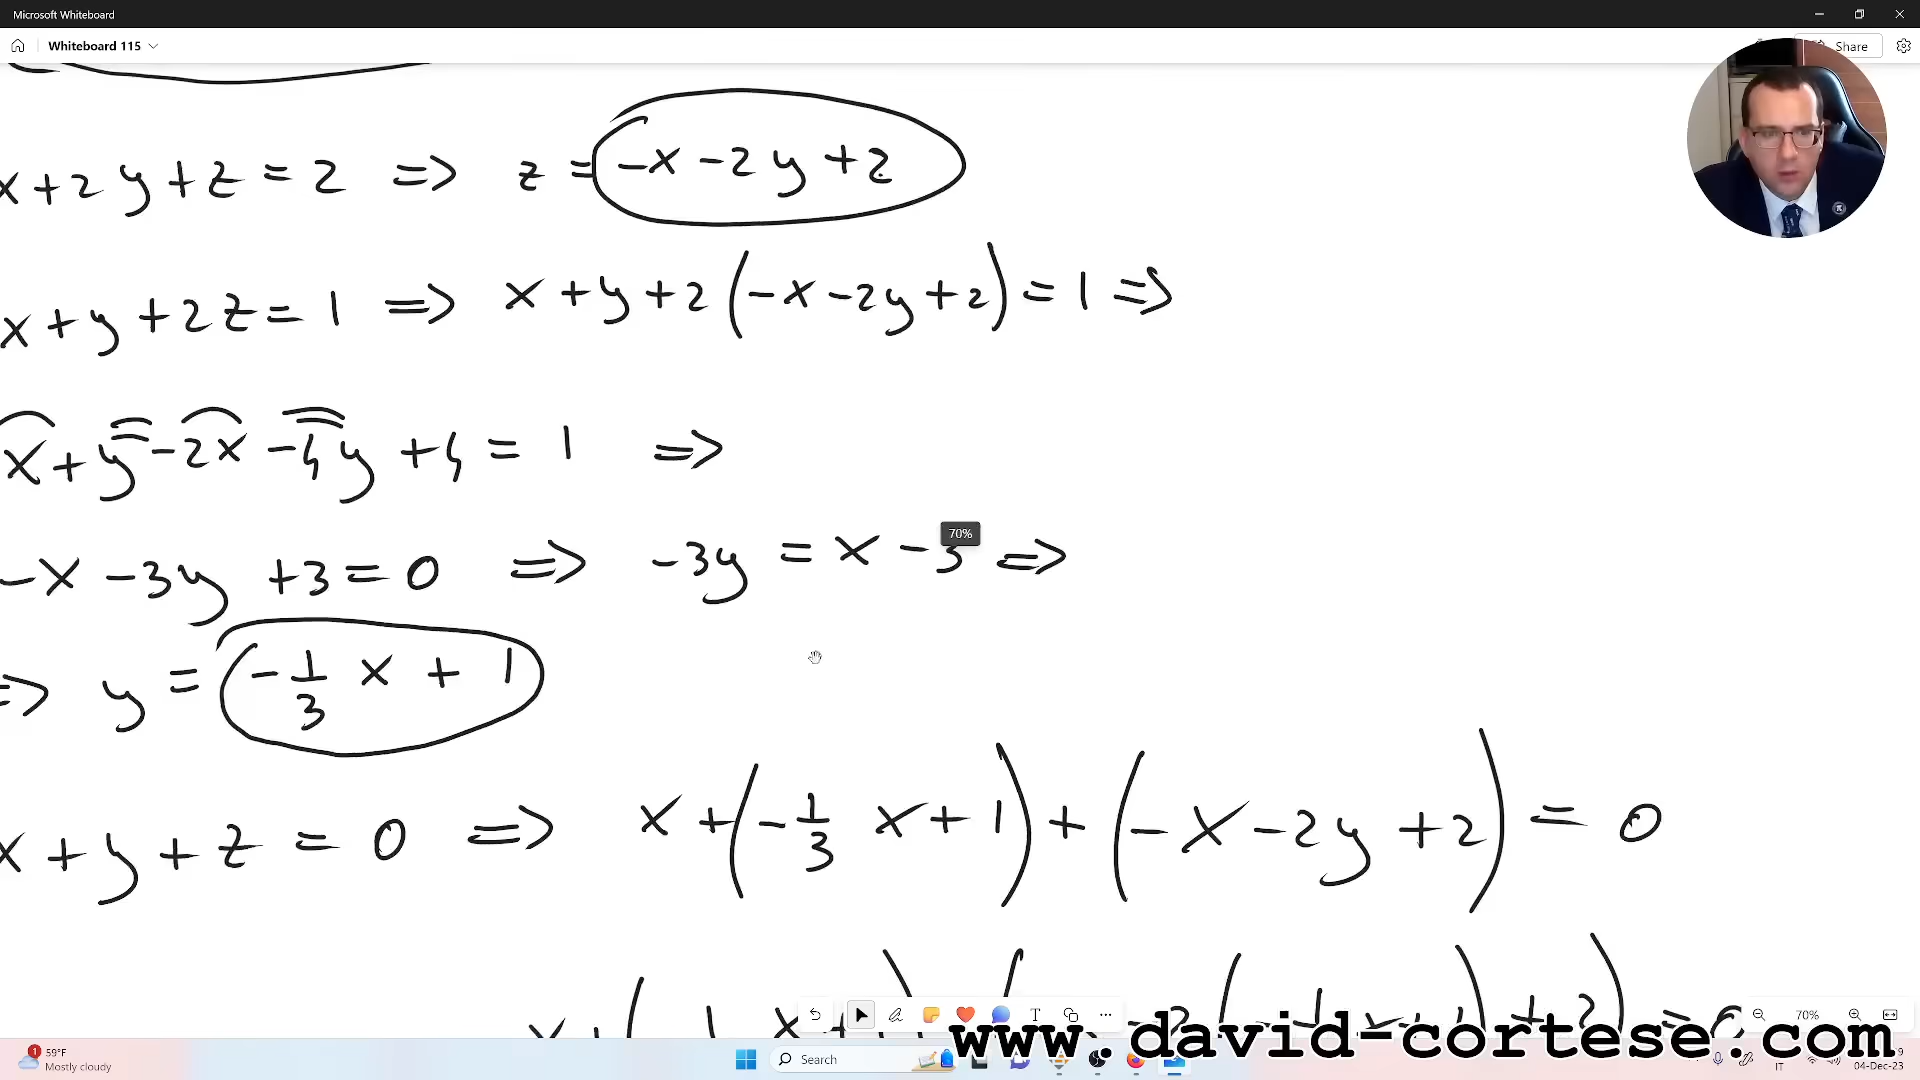 Microsoft Whiteboard
Whiteboard 115
Share
x+2y+z=2 => z=-x-2y+2
x+y+2z=1 => x+y+2(-x-2y+2)=1 =>
x+y-2x-4y+4=1 =>
-x-3y+3=0 => -3y=x-3 =>
70%
=> y=-1/3 x+1
x+y+z=0 => x+(-1/3 x+1)+(-x-2y+2)=0
T
70%
www.david-cortese.com
1
59°F
Mostly cloudy
Search
IT
04-Dec-23